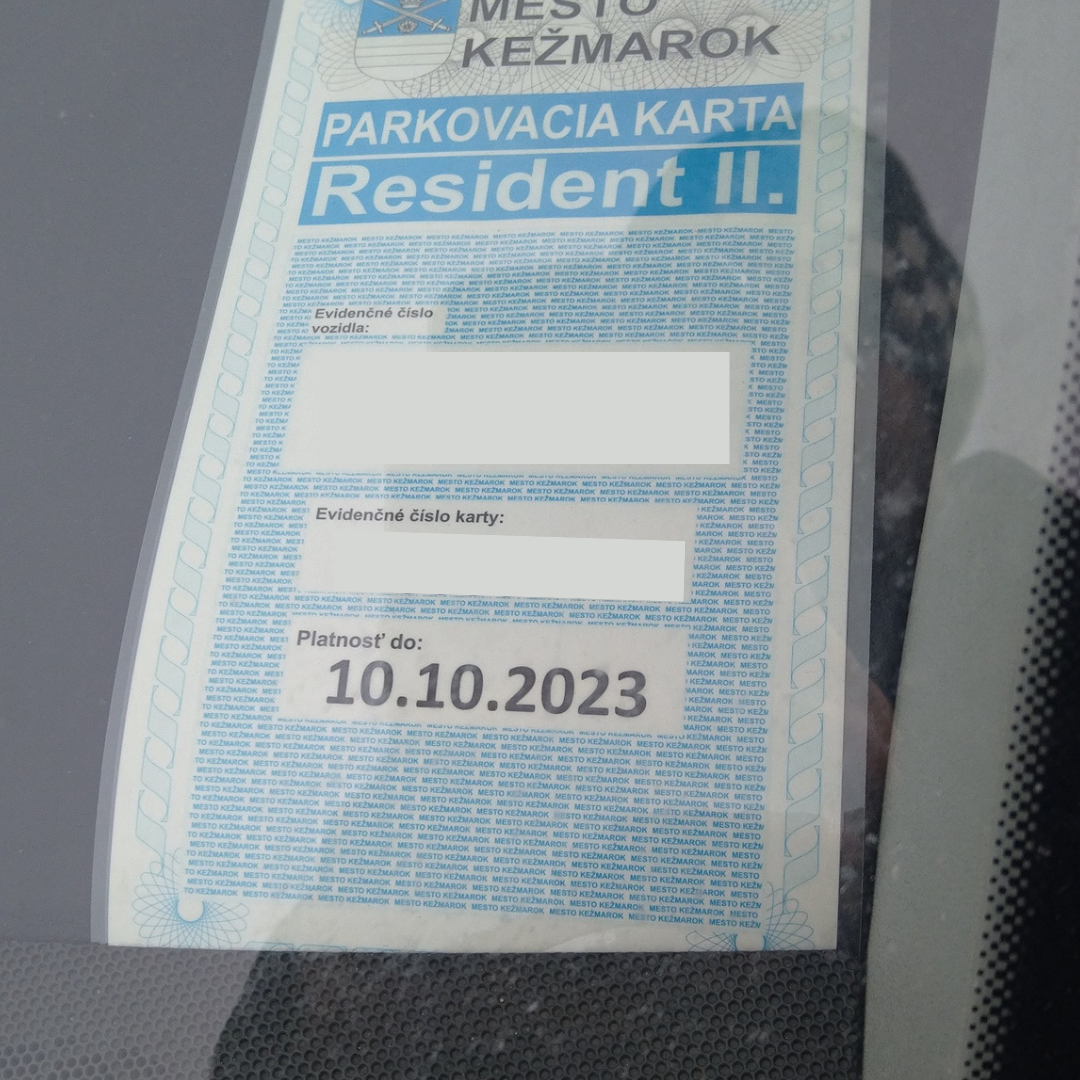 MESTO
KEŽMAROK
PARKOVACIA KARTA
Resident II.
Evidenčné číslo
vozidla:
Evidenčné číslo karty:
Platnosť do:
10.10.2023